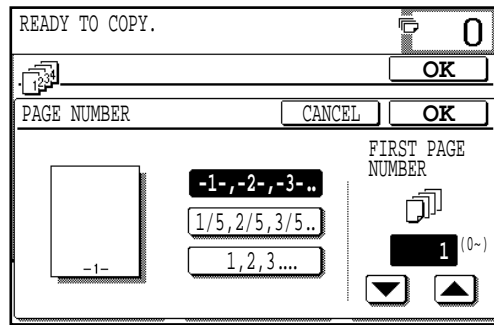 READY TO COPY.
0
1234
OK
PAGE NUMBER
CANCEL
OK
FIRST PAGE
NUMBER
-1-,-2-,-3-..
1/5,2/5,3/5..
1,2,3....
-1-
1
(0~)